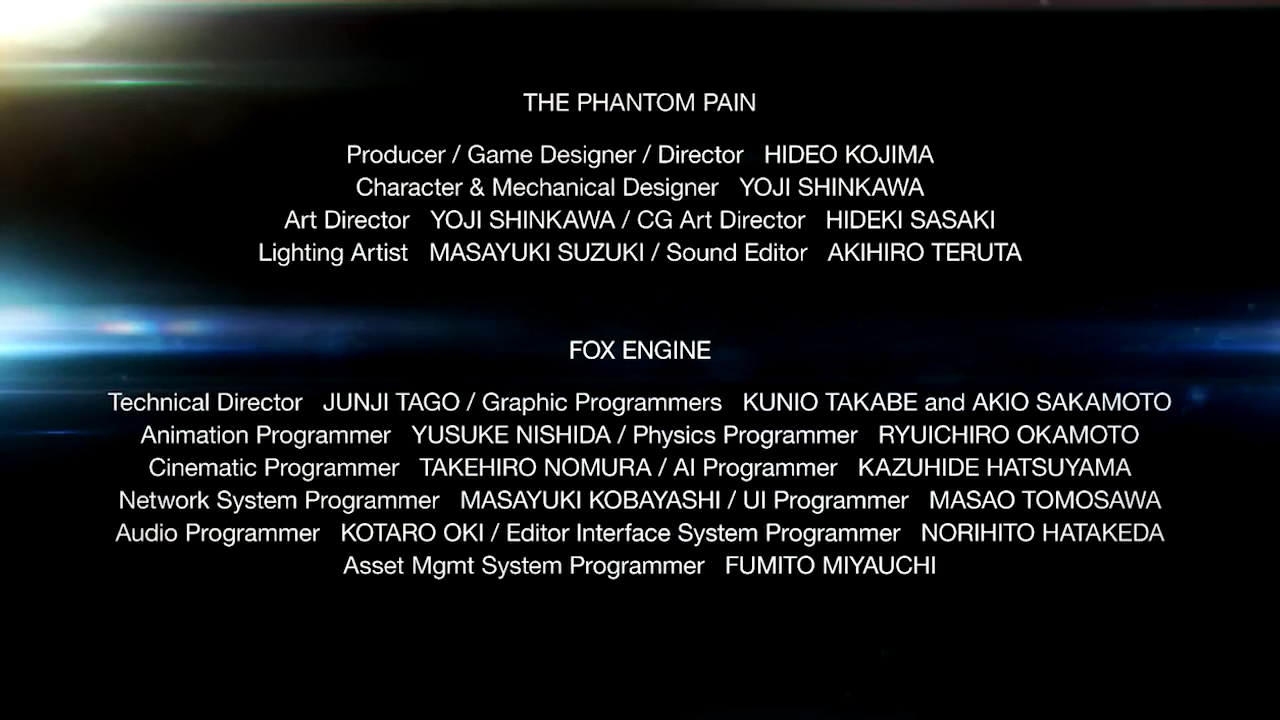 THE PHANTOM PAIN
Producer / Game Designer / Director HIDEO KOJIMA
Character & Mechanical Designer YOJI SHINKAWA
Art Director YOJI SHINKAWA / CG Art Director HIDEKI SASAKI
Lighting Artist MASAYUKI SUZUKI / Sound Editor AKIHIRO TERUTA
FOX ENGINE
Technical Director JUNJI TAGO / Graphic Programmers KUNIO TAKABE and AKIO SAKAMOTO
Animation Programmer YUSUKE NISHIDA / Physics Programmer RYUICHIRO OKAMOTO
Cinematic Programmer TAKEHIRO NOMURA / AI Programmer KAZUHIDE HATSUYAMA
Network System Programmer MASAYUKI KOBAYASHI / UI Programmer MASAO TOMOSAWA
Audio Programmer KOTARO OKI / Editor Interface System Programmer NORIHITO HATAKEDA
Asset Mgmt System Programmer FUMITO MIYAUCHI